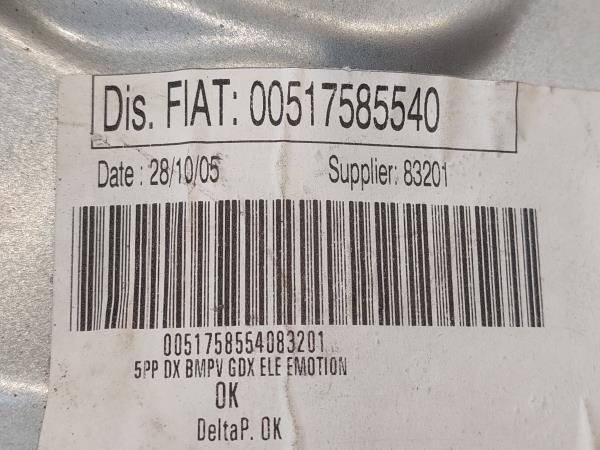 Dis. FIAT: 00517585540
Date : 28/10/05 Supplier: 83201
0051758554083201
5PP DX BMPV GDX ELE EMOTION
OK
DeltaP. OK